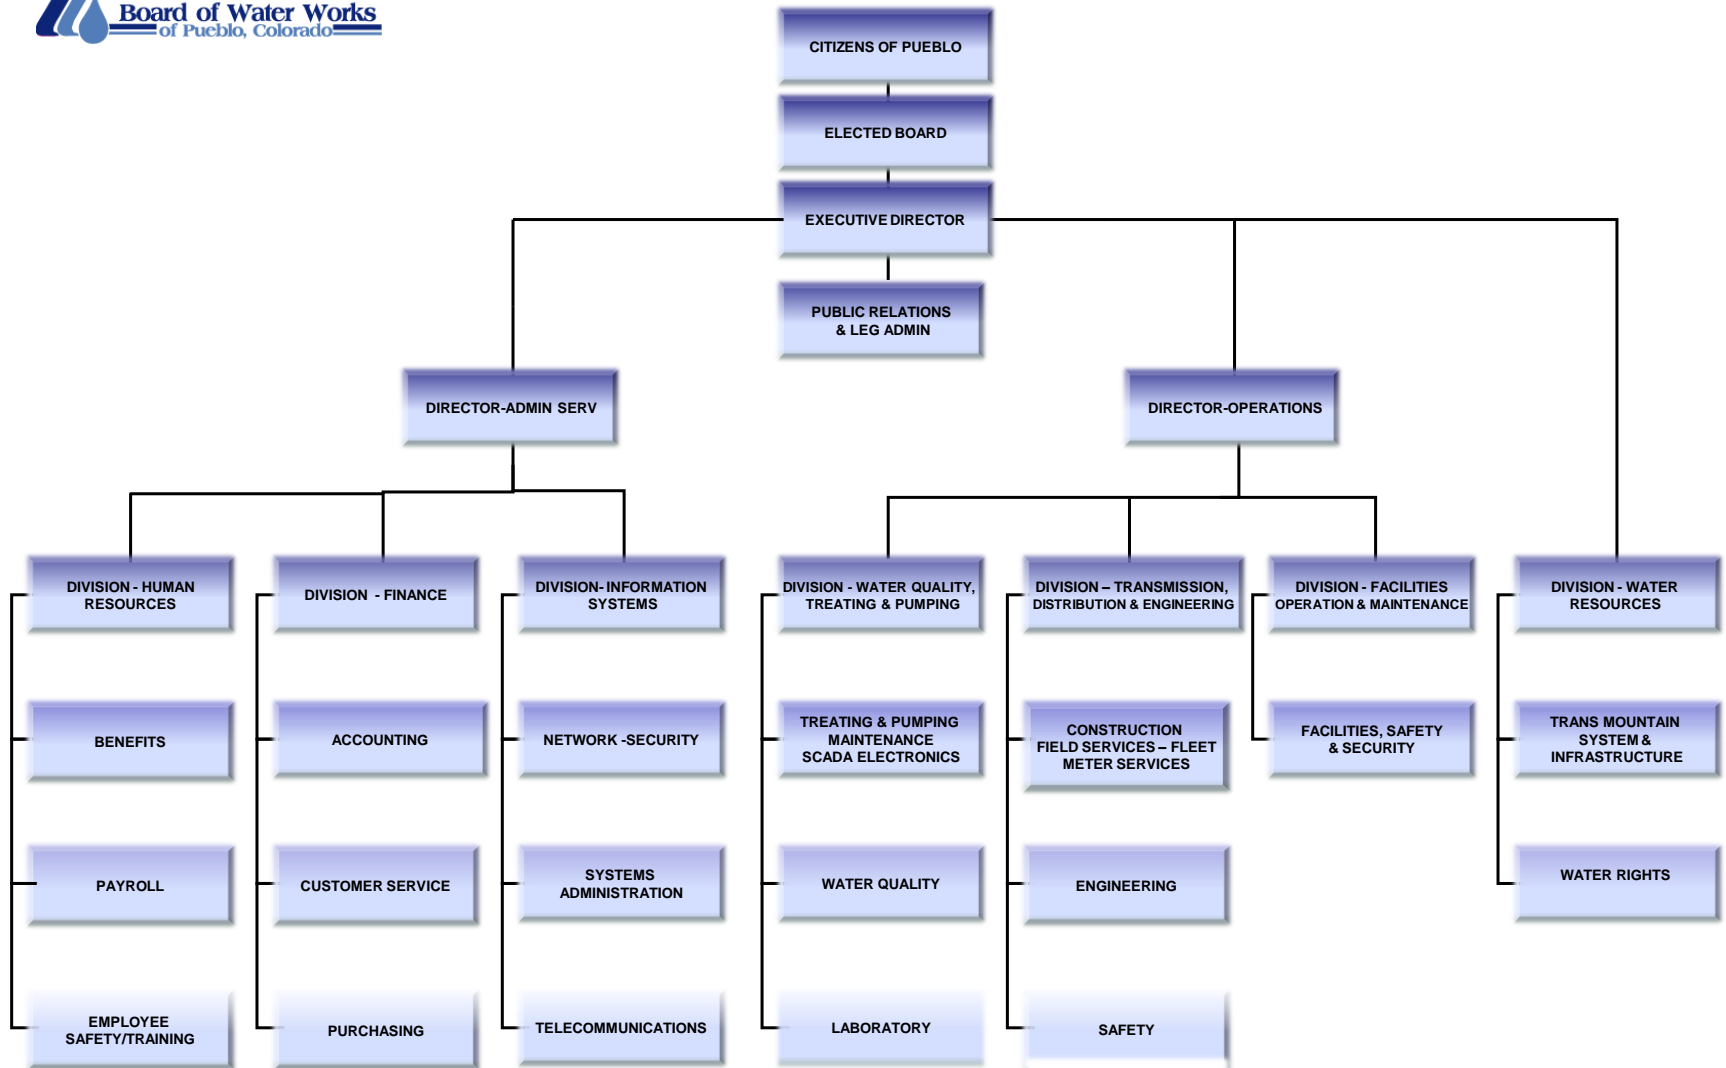 Board of Water Works
of Pueblo, Colorado
CITIZENS OF PUEBLO
ELECTED BOARD
EXECUTIVE DIRECTOR
PUBLIC RELATIONS
& LEG ADMIN
DIRECTOR-ADMIN SERV
DIRECTOR-OPERATIONS
DIVISION - HUMAN
RESOURCES
DIVISION - FINANCE
DIVISION- INFORMATION
SYSTEMS
DIVISION - WATER QUALITY,
TREATING & PUMPING
DIVISION – TRANSMISSION,
DISTRIBUTION & ENGINEERING
DIVISION - FACILITIES
OPERATION & MAINTENANCE
DIVISION - WATER
RESOURCES
BENEFITS
ACCOUNTING
NETWORK -SECURITY
TREATING & PUMPING
MAINTENANCE
SCADA ELECTRONICS
CONSTRUCTION
FIELD SERVICES – FLEET
METER SERVICES
FACILITIES, SAFETY
& SECURITY
TRANS MOUNTAIN
SYSTEM &
INFRASTRUCTURE
PAYROLL
CUSTOMER SERVICE
SYSTEMS
ADMINISTRATION
WATER QUALITY
ENGINEERING
WATER RIGHTS
EMPLOYEE
SAFETY/TRAINING
PURCHASING
TELECOMMUNICATIONS
LABORATORY
SAFETY